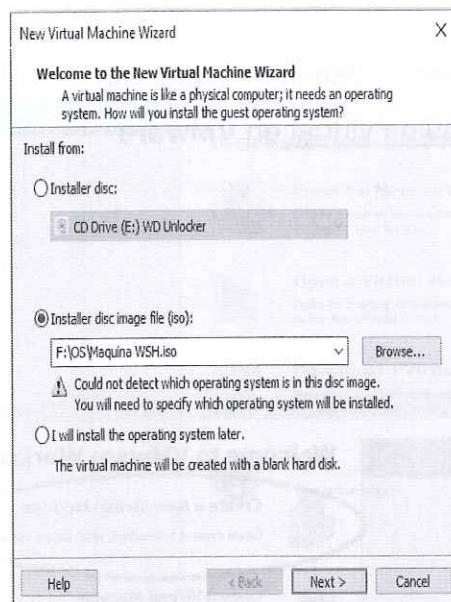 New Virtual Machine Wizard
X
Welcome to the New Virtual Machine Wizard
A virtual machine is like a physical computer; it needs an operating
system. How will you install the guest operating system?
Install from:
Installer disc:
CD Drive (E:) WD Unlocker
Installer disc image file (iso):
F:\OS\Maquina WSH.iso
Browse...
Could not detect which operating system is in this disc image.
You will need to specify which operating system will be installed.
I will install the operating system later.
The virtual machine will be created with a blank hard disk.
Help
< Back
Next >
Cancel